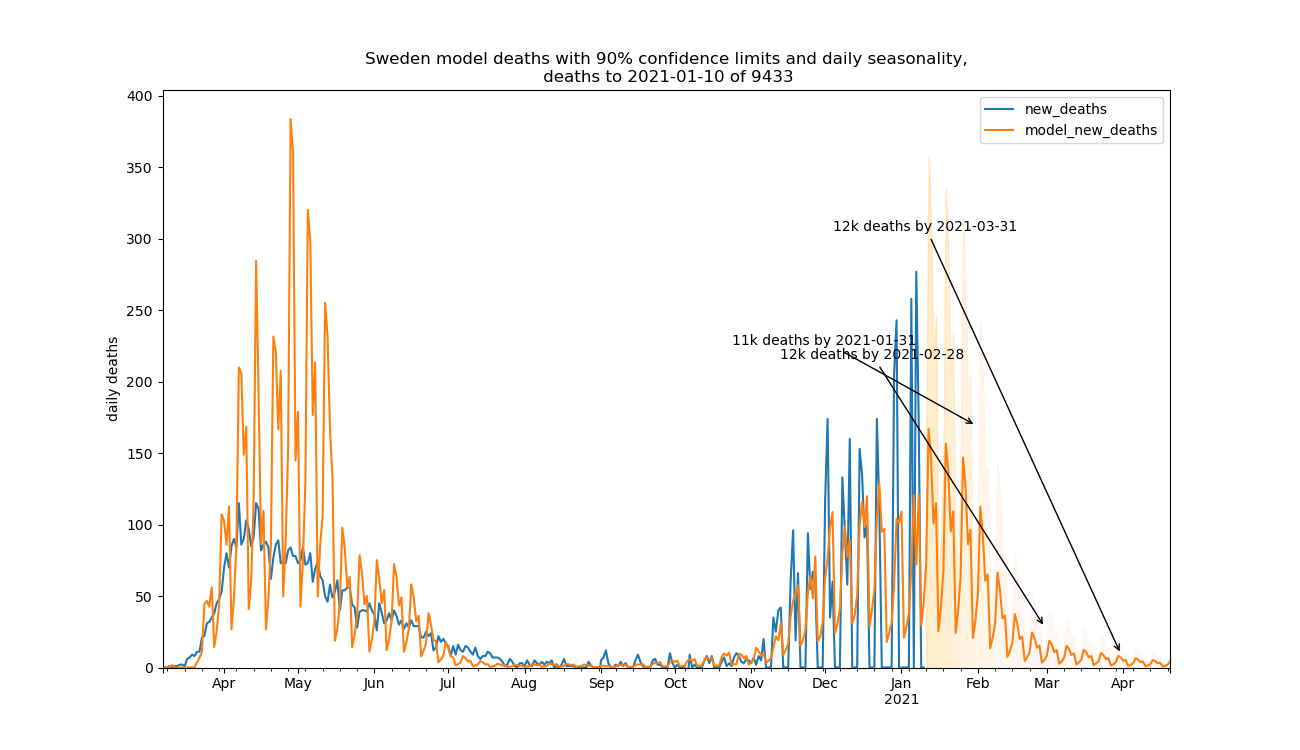 Sweden model deaths with 90% confidence limits and daily seasonality,
deaths to 2021-01-10 of 9433
new_deaths
model_new_deaths
daily deaths
400
350
300
250
200
150
100
50
0
12k deaths by 2021-03-31
11k deaths by 2021-01-31
12k deaths by 2021-02-28
Apr May Jun Jul Aug Sep Oct Nov Dec Jan Feb Mar Apr
2021